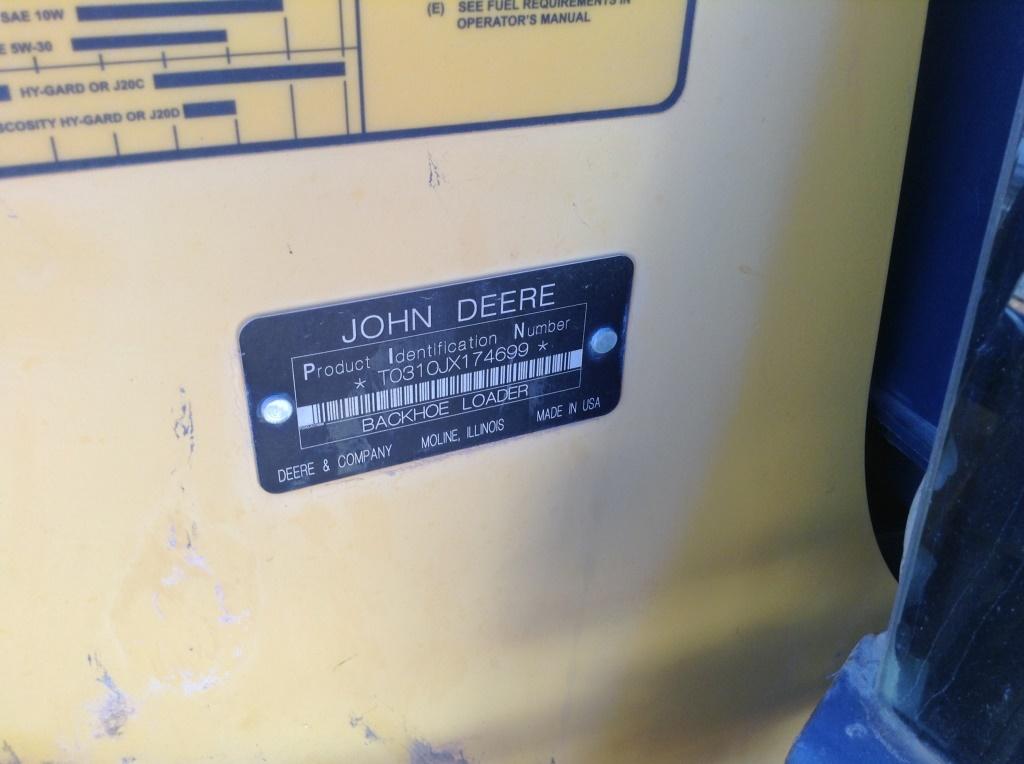 SAE 10W
E 5W-30
HY-GARD OR J20C
SCOSITY HY-GARD OR J20D
(E) SEE FUEL REQUIREMENTS IN
OPERATOR'S MANUAL
JOHN DEERE
Product Identification Number
* T0310JX174699 *
BACKHOE LOADER
DEERE & COMPANY MOLINE, ILLINOIS MADE IN USA